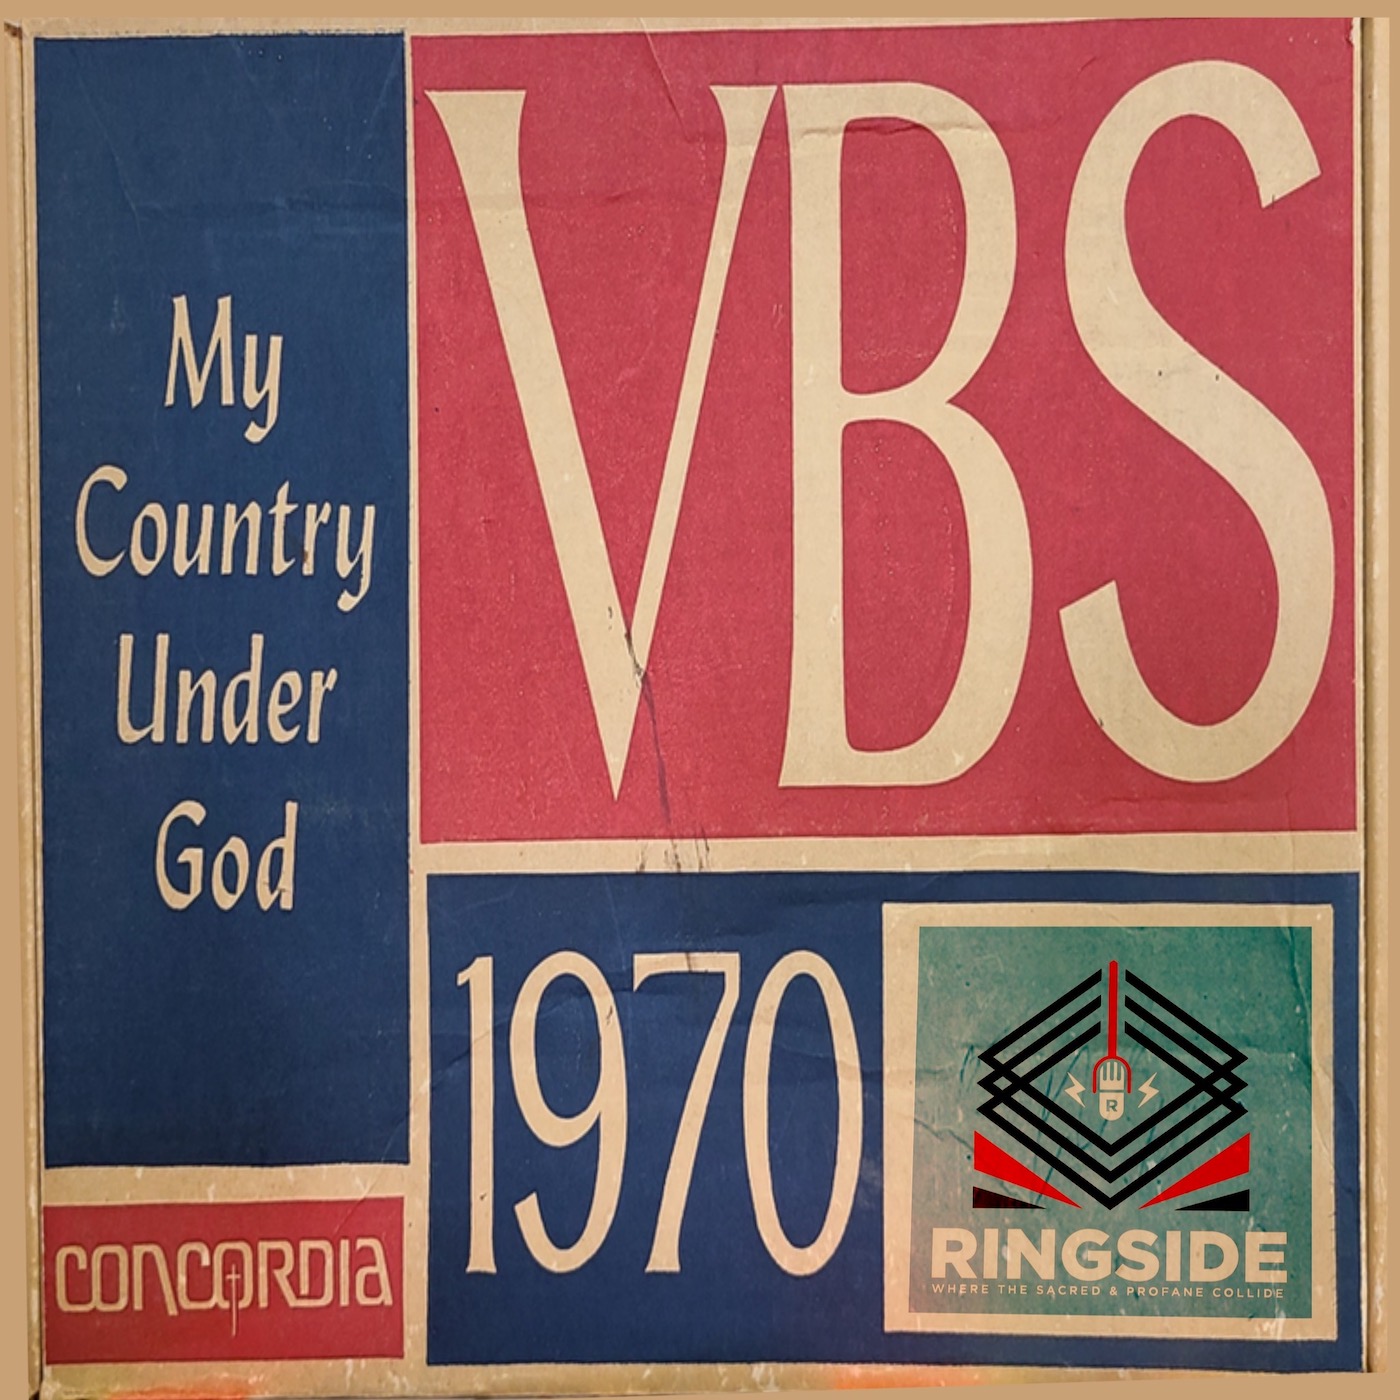 My
Country
Under
God
VBS
1970
CONCORDIA
R
RINGSIDE
WHERE THE SACRED & PROFANE COLLIDE